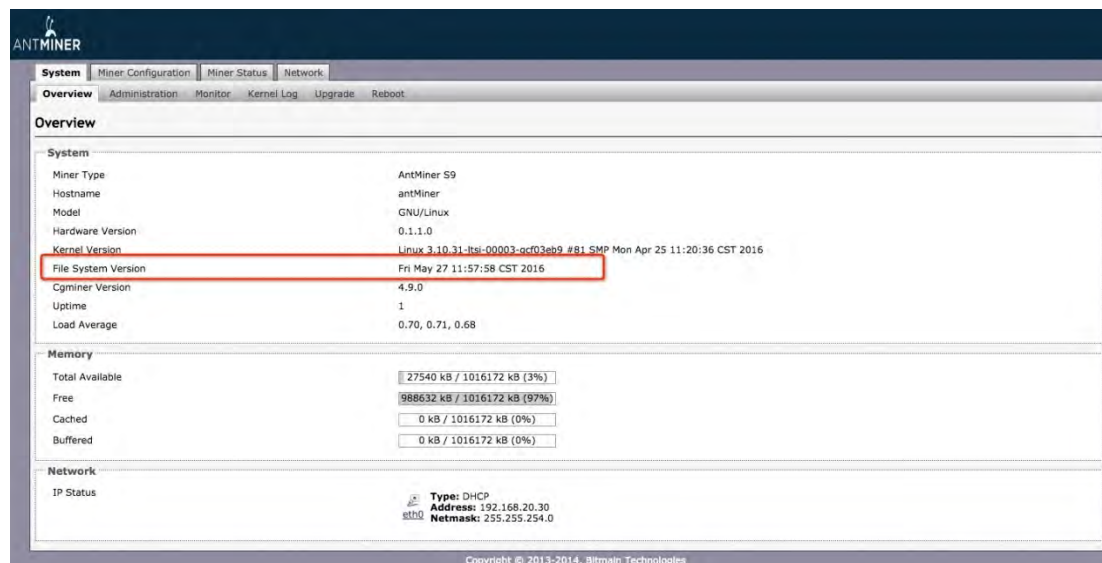 ANTMINER
System Miner Configuration Miner Status Network
Overview Administration Monitor Kernel Log Upgrade Reboot
Overview
System
Miner Type AntMiner S9
Hostname antMiner
Model GNU/Linux
Hardware Version 0.1.1.0
Kernel Version Linux 3.10.31-ltsi-00003-gcf03eb9 #81 SMP Mon Apr 25 11:20:36 CST 2016
File System Version Fri May 27 11:57:58 CST 2016
Cgminer Version 4.9.0
Uptime 1
Load Average 0.70, 0.71, 0.68
Memory
Total Available 27540 kB / 1016172 kB (3%)
Free 988632 kB / 1016172 kB (97%)
Cached 0 kB / 1016172 kB (0%)
Buffered 0 kB / 1016172 kB (0%)
Network
IP Status Type: DHCP
Address: 192.168.20.30
eth0 Netmask: 255.255.254.0
Copyright © 2013-2014, Bitmain Technologies